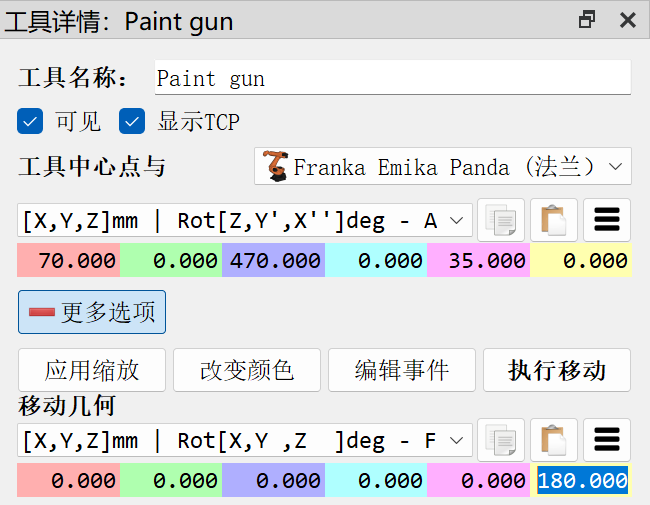 工具详情：Paint gun
工具名称： Paint gun
可见 显示TCP
工具中心点与 Franka Emika Panda (法兰)
[X,Y,Z]mm | Rot[Z,Y',X'']deg - A
70.000 0.000 470.000 0.000 35.000 0.000
更多选项
应用缩放 改变颜色 编辑事件 执行移动
移动几何
[X,Y,Z]mm | Rot[X,Y ,Z ]deg - F
0.000 0.000 0.000 0.000 0.000 180.000